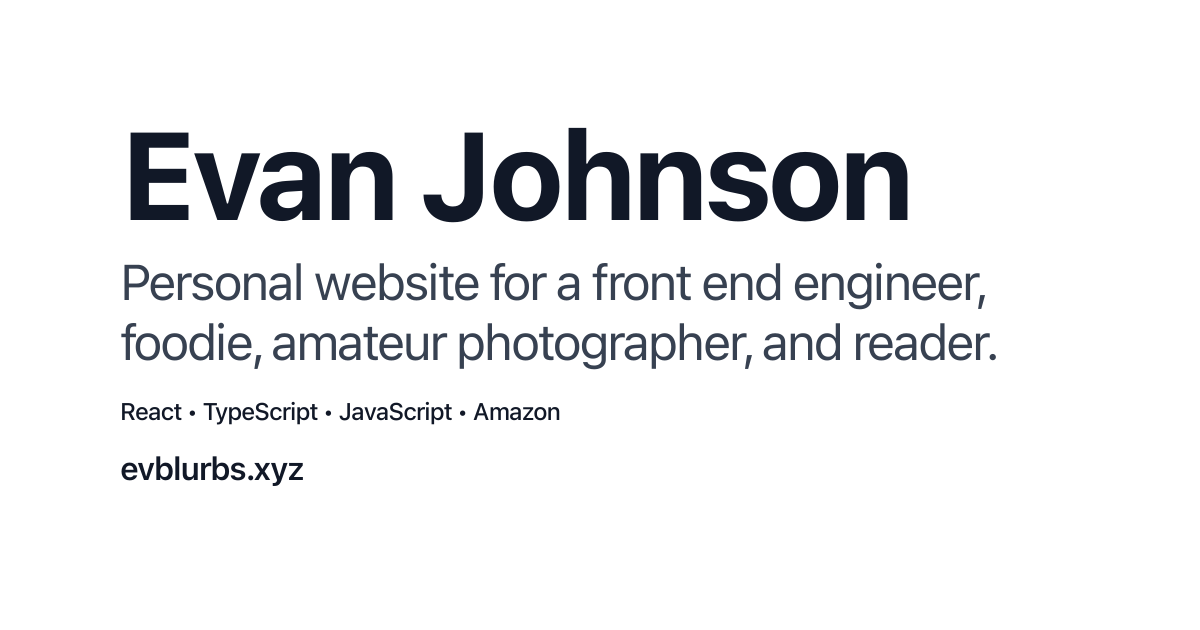 Evan Johnson
Personal website for a front end engineer,
foodie, amateur photographer, and reader.
React • TypeScript • JavaScript • Amazon
evblurbs.xyz